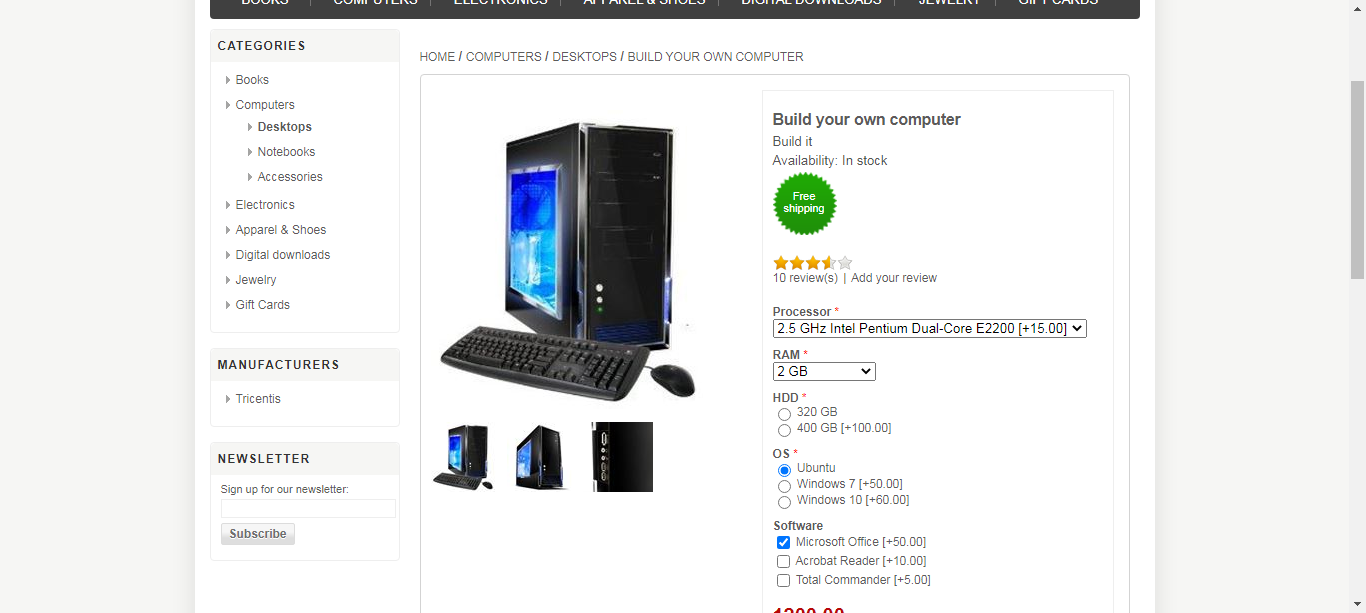 BOOKS COMPUTERS ELECTRONICS APPAREL & SHOES DIGITAL DOWNLOADS JEWELRY GIFT CARDS
CATEGORIES
Books
Computers
Desktops
Notebooks
Accessories
Electronics
Apparel & Shoes
Digital downloads
Jewelry
Gift Cards
MANUFACTURERS
Tricentis
NEWSLETTER
Sign up for our newsletter:
Subscribe
HOME / COMPUTERS / DESKTOPS / BUILD YOUR OWN COMPUTER
Build your own computer
Build it
Availability: In stock
Free
shipping
10 review(s) | Add your review
Processor *
2.5 GHz Intel Pentium Dual-Core E2200 [+15.00]
RAM *
2 GB
HDD *
320 GB
400 GB [+100.00]
OS *
Ubuntu
Windows 7 [+50.00]
Windows 10 [+60.00]
Software
Microsoft Office [+50.00]
Acrobat Reader [+10.00]
Total Commander [+5.00]